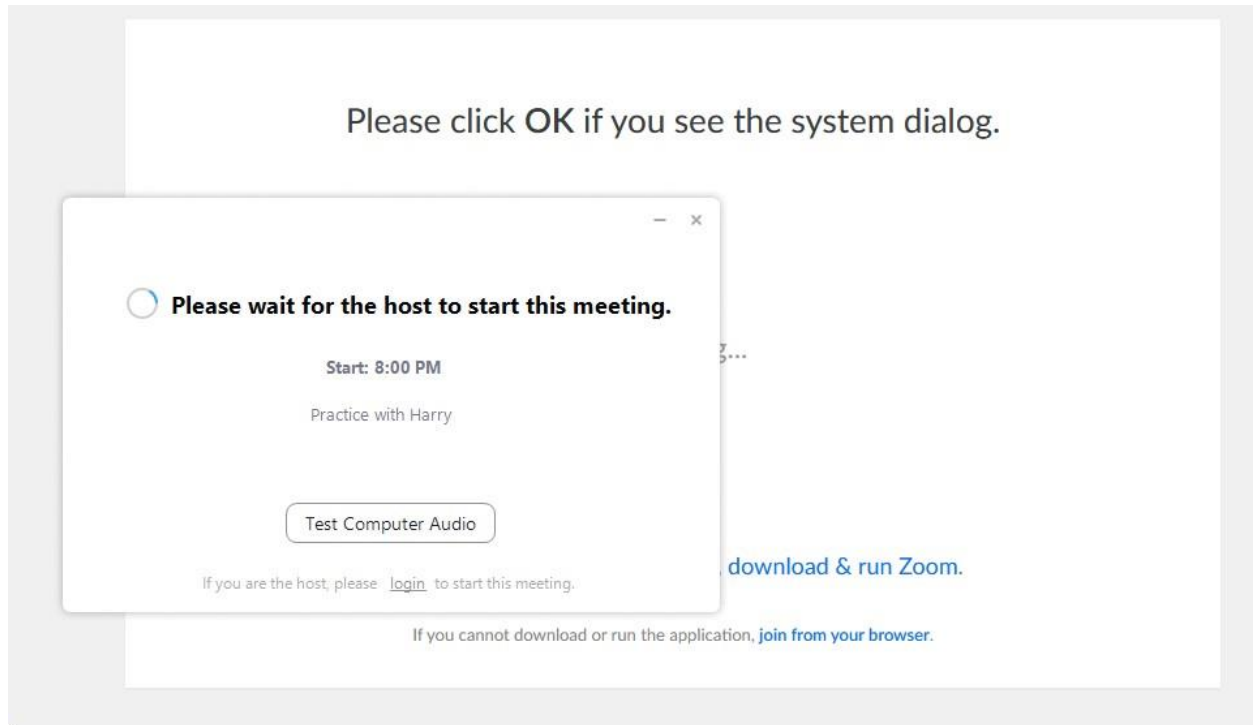 Please click OK if you see the system dialog.
Please wait for the host to start this meeting.
Start: 8:00 PM
Practice with Harry
Test Computer Audio
If you are the host, please login to start this meeting.
, download & run Zoom.
If you cannot download or run the application, join from your browser.